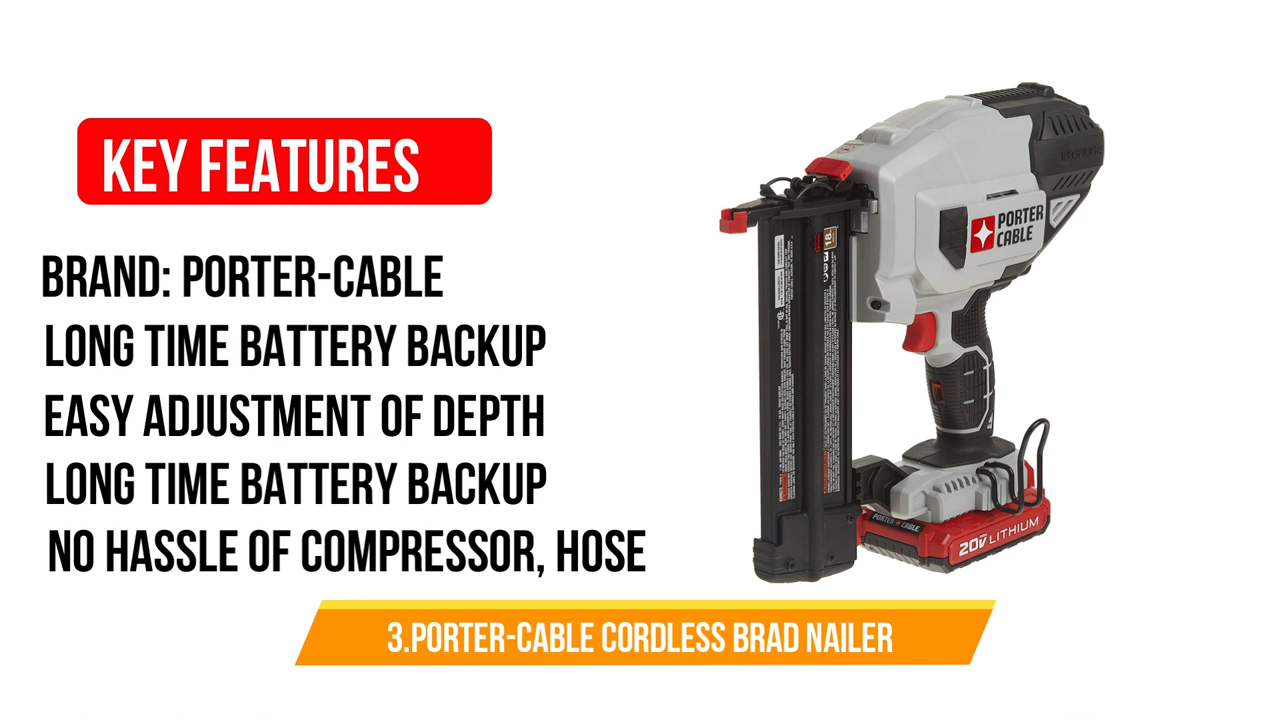 KEY FEATURES
BRAND: PORTER-CABLE
LONG TIME BATTERY BACKUP
EASY ADJUSTMENT OF DEPTH
LONG TIME BATTERY BACKUP
NO HASSLE OF COMPRESSOR, HOSE
PORTER
CABLE
18
PORTER CABLE
20V LITHIUM
3.PORTER-CABLE CORDLESS BRAD NAILER